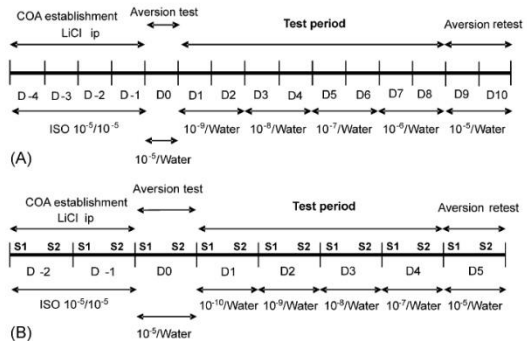 COA establishment
LiCl ip
Aversion test
Test period
Aversion retest
D -4 D -3 D -2 D -1 D0 D1 D2 D3 D4 D5 D6 D7 D8 D9 D10
ISO 10⁻⁵/10⁻⁵
10⁻⁹/Water 10⁻⁸/Water 10⁻⁷/Water 10⁻⁶/Water 10⁻⁵/Water
10⁻⁵/Water
(A)
COA establishment
LiCl ip
Aversion test
Test period
Aversion retest
S1 S2 S1 S2 S1 S2 S1 S2 S1 S2 S1 S2 S1 S2 S1 S2
D -2 D -1 D0 D1 D2 D3 D4 D5
ISO 10⁻⁵/10⁻⁵
10⁻¹⁰/Water 10⁻⁹/Water 10⁻⁸/Water 10⁻⁷/Water 10⁻⁵/Water
10⁻⁵/Water
(B)